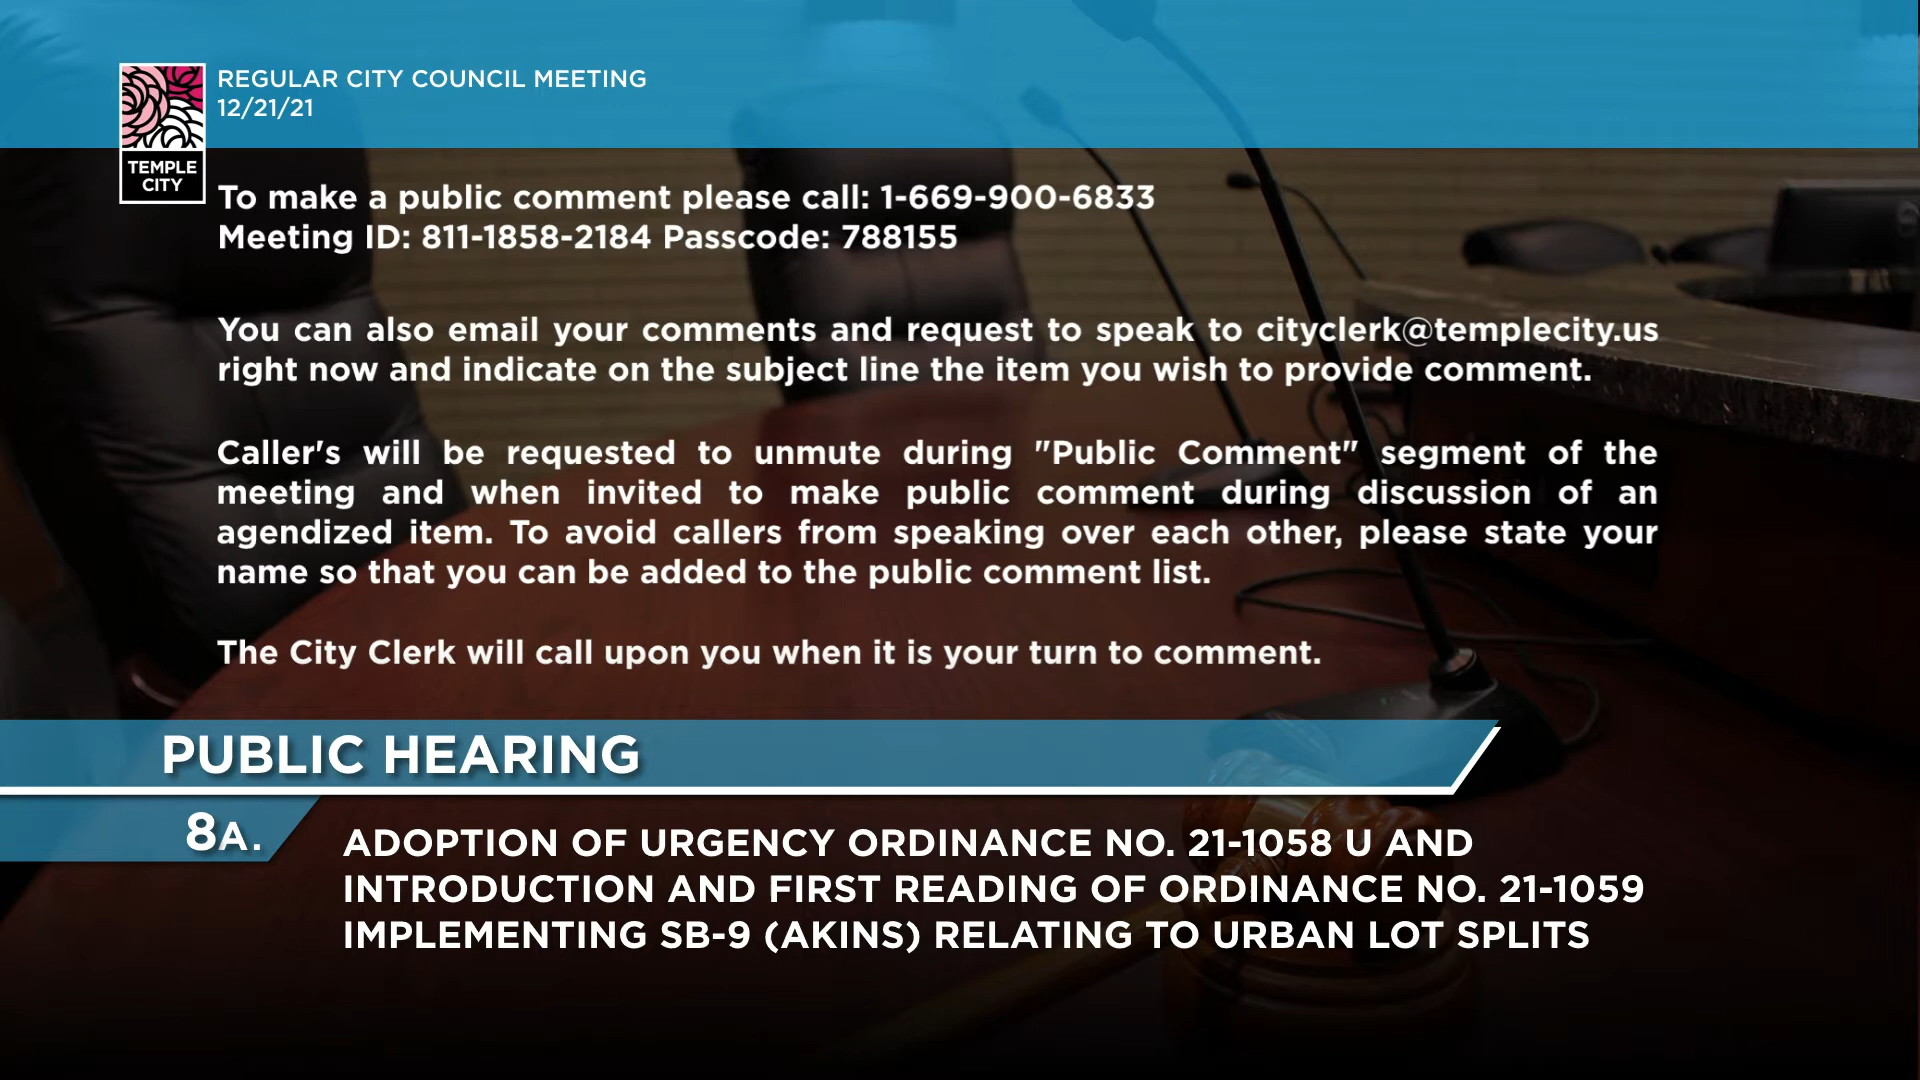 REGULAR CITY COUNCIL MEETING
12/21/21
TEMPLE
CITY
To make a public comment please call: 1-669-900-6833
Meeting ID: 811-1858-2184 Passcode: 788155
You can also email your comments and request to speak to cityclerk@templecity.us
right now and indicate on the subject line the item you wish to provide comment.
Caller's will be requested to unmute during "Public Comment" segment of the
meeting and when invited to make public comment during discussion of an
agendized item. To avoid callers from speaking over each other, please state your
name so that you can be added to the public comment list.
The City Clerk will call upon you when it is your turn to comment.
PUBLIC HEARING
8A.
ADOPTION OF URGENCY ORDINANCE NO. 21-1058 U AND
INTRODUCTION AND FIRST READING OF ORDINANCE NO. 21-1059
IMPLEMENTING SB-9 (AKINS) RELATING TO URBAN LOT SPLITS